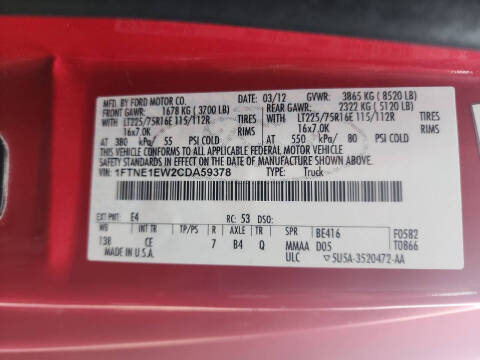 MFD. BY FORD MOTOR CO. DATE: 03/12 GVWR: 3865 KG (8520 LB)
FRONT GAWR: 1678 KG (3700 LB) REAR GAWR: 2322 KG (5120 LB)
LT225/75R16E 115/112R TIRES LT225/75R16E 115/112R
16x7.0K RIMS 16x7.0K RIMS
AT 380 kPa/ 55 PSI COLD AT 550 kPa/ 80 PSI COLD
THIS VEHICLE CONFORMS TO ALL APPLICABLE FEDERAL MOTOR VEHICLE
SAFETY STANDARDS IN EFFECT ON THE DATE OF MANUFACTURE SHOWN ABOVE.
VIN: 1FTNE1EW2CDA59378 TYPE: Truck
EXT PNT: E4 RC: 53 DSO:
WB INT TR TP/PS R AXLE TR SPR BE416 F0582
138 CE 7 B4 Q MMAA D05 T0866
MADE IN U.S.A. ULC ▽5U5A-3520472-AA